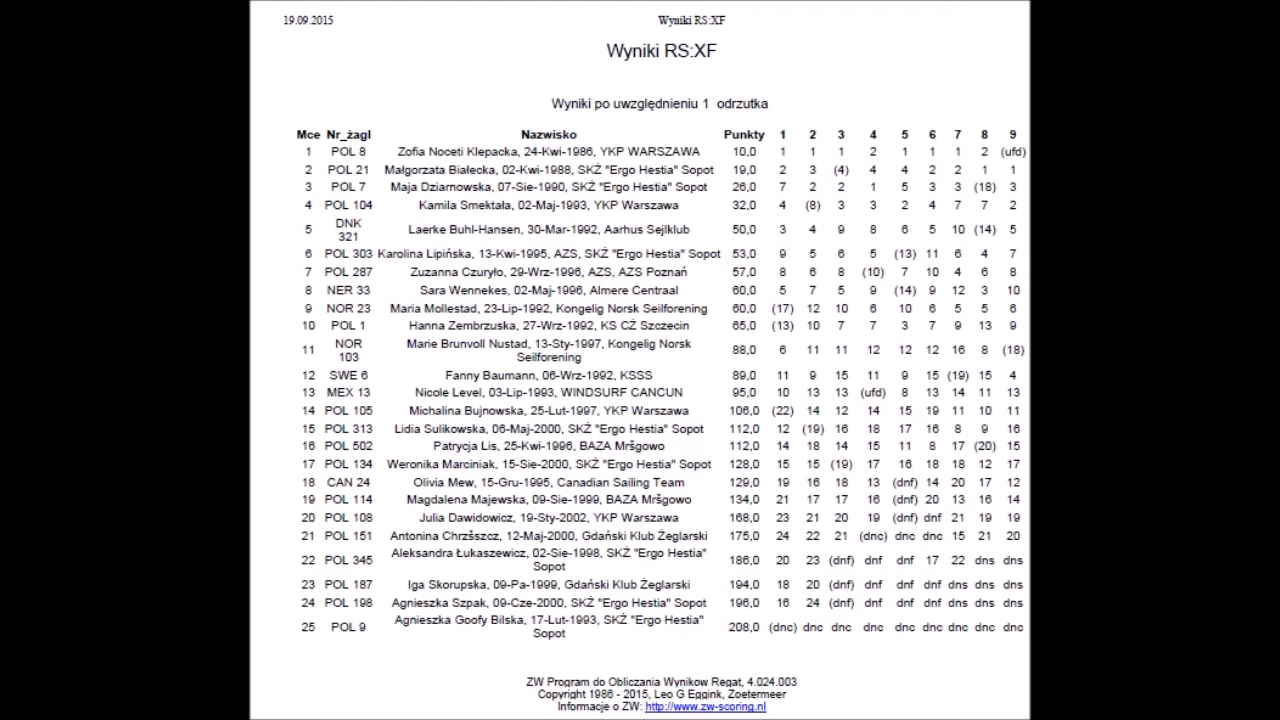 19.09.2015 Wyniki RS:XF
Wyniki RS:XF
Wyniki po uwzględnieniu 1 odrzutka
Mce Nr_żagl Nazwisko Punkty 1 2 3 4 5 6 7 8 9
1 POL 8 Zofia Noceti Klepacka, 24-Kwi-1986, YKP WARSZAWA 10,0 1 1 1 2 1 1 1 2 (ufd)
2 POL 21 Małgorzata Białecka, 02-Kwi-1988, SKŻ "Ergo Hestia" Sopot 19,0 2 3 (4) 4 4 2 2 1 1
3 POL 7 Maja Dziarnowska, 07-Sie-1990, SKŻ "Ergo Hestia" Sopot 26,0 7 2 2 1 5 3 3 (18) 3
4 POL 104 Kamila Smektała, 02-Maj-1993, YKP Warszawa 32,0 4 (8) 3 3 2 4 7 7 2
5 DNK 321 Laerke Buhl-Hansen, 30-Mar-1992, Aarhus Sejlklub 50,0 3 4 9 8 6 5 10 (14) 5
6 POL 303 Karolina Lipińska, 13-Kwi-1995, AZS, SKŻ "Ergo Hestia" Sopot 53,0 9 5 6 5 (13) 11 6 4 7
7 POL 287 Zuzanna Czuryło, 29-Wrz-1996, AZS, AZS Poznań 57,0 8 6 8 (10) 7 10 4 6 8
8 NER 33 Sara Wennekes, 02-Maj-1996, Almere Centraal 60,0 5 7 5 9 (14) 9 12 3 10
9 NOR 23 Maria Mollestad, 23-Lip-1992, Kongelig Norsk Seilforening 60,0 (17) 12 10 6 10 6 5 5 6
10 POL 1 Hanna Zembrzuska, 27-Wrz-1992, KS CŻ Szczecin 65,0 (13) 10 7 7 3 7 9 13 9
11 NOR 103 Marie Brunvoll Nustad, 13-Sty-1997, Kongelig Norsk Seilforening 88,0 6 11 11 12 12 12 16 8 (18)
12 SWE 6 Fanny Baumann, 06-Wrz-1992, KSSS 89,0 11 9 15 11 9 15 (19) 15 4
13 MEX 13 Nicole Level, 03-Lip-1993, WINDSURF CANCUN 95,0 10 13 13 (ufd) 8 13 14 11 13
14 POL 105 Michalina Bujnowska, 25-Lut-1997, YKP Warszawa 106,0 (22) 14 12 14 15 19 11 10 11
15 POL 313 Lidia Sulikowska, 06-Maj-2000, SKŻ "Ergo Hestia" Sopot 112,0 12 (19) 16 18 17 16 8 9 16
16 POL 502 Patrycja Lis, 25-Kwi-1996, BAZA Mršgowo 112,0 14 18 14 15 11 8 17 (20) 15
17 POL 134 Weronika Marciniak, 15-Sie-2000, SKŻ "Ergo Hestia" Sopot 128,0 15 15 (19) 17 16 18 18 12 17
18 CAN 24 Olivia Mew, 15-Gru-1995, Canadian Sailing Team 129,0 19 16 18 13 (dnf) 14 20 17 12
19 POL 114 Magdalena Majewska, 09-Sie-1999, BAZA Mršgowo 134,0 21 17 17 16 (dnf) 20 13 16 14
20 POL 108 Julia Dawidowicz, 19-Sty-2002, YKP Warszawa 168,0 23 21 20 19 (dnf) dnf 21 19 19
21 POL 151 Antonina Chrzšszcz, 12-Maj-2000, Gdański Klub Żeglarski 175,0 24 22 21 (dnc) dnc dnc 15 21 20
22 POL 345 Aleksandra Łukaszewicz, 02-Sie-1998, SKŻ "Ergo Hestia" Sopot 186,0 20 23 (dnf) dnf dnf 17 22 dns dns
23 POL 187 Iga Skorupska, 09-Pa-1999, Gdański Klub Żeglarski 194,0 18 20 (dnf) dnf dnf dnf dns dns dns
24 POL 198 Agnieszka Szpak, 09-Cze-2000, SKŻ "Ergo Hestia" Sopot 196,0 16 24 (dnf) dnf dnf dnf dns dns dns
25 POL 9 Agnieszka Goofy Bilska, 17-Lut-1993, SKŻ "Ergo Hestia" Sopot 208,0 (dnc) dnc dnc dnc dnc dnc dnc dnc dnc
ZW Program do Obliczania Wynikow Regat, 4.024.003
Copyright 1986 - 2015, Leo G Eggink, Zoetermeer
Informacje o ZW: http://www.zw-scoring.nl